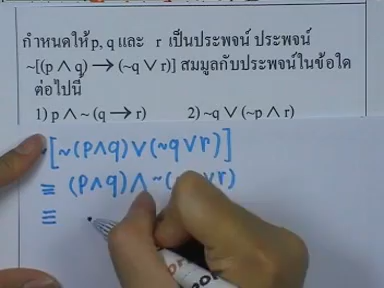 กำหนดให้ p, q และ r เป็นประพจน์ ประพจน์
~[(p ∧ q) → (~q ∨ r)] สมมูลกับประพจน์ในข้อใด
ต่อไปนี้
1) p ∧ ~ (q → r) 2) ~q ∨ (~p ∧ r)
[~(p∧q)∨(~q∨r)]
≡ (p∧q)∧~( ∨r)
≡